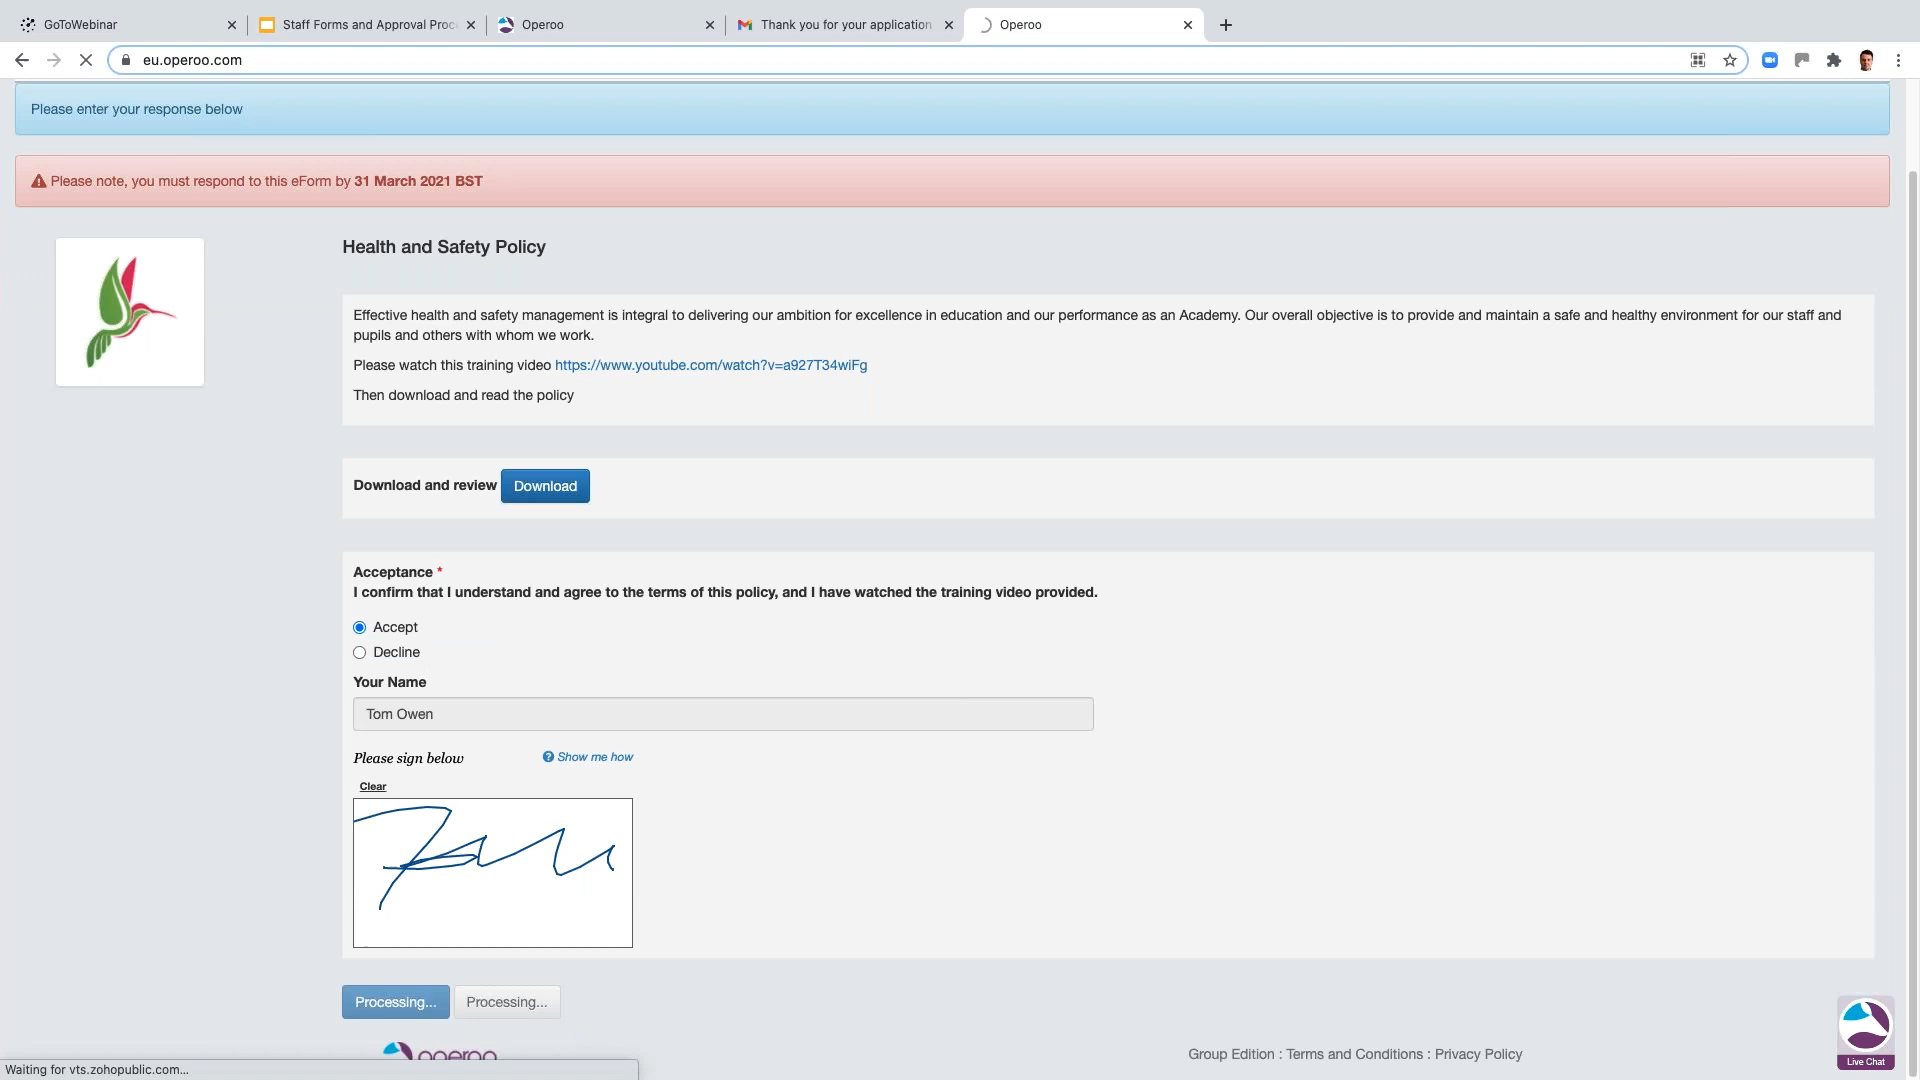 GoToWebinar
Staff Forms and Approval Proc
Operoo
Thank you for your application
Operoo
eu.operoo.com
Please enter your response below
Please note, you must respond to this eForm by 31 March 2021 BST
Health and Safety Policy
Effective health and safety management is integral to delivering our ambition for excellence in education and our performance as an Academy. Our overall objective is to provide and maintain a safe and healthy environment for our staff and
pupils and others with whom we work.
Please watch this training video https://www.youtube.com/watch?v=a927T34wiFg
Then download and read the policy
Download and review Download
Acceptance *
I confirm that I understand and agree to the terms of this policy, and I have watched the training video provided.
Accept
Decline
Your Name
Tom Owen
Please sign below
Show me how
Clear
Processing... Processing...
operoo
Group Edition : Terms and Conditions : Privacy Policy
Live Chat
Waiting for vts.zohopublic.com...